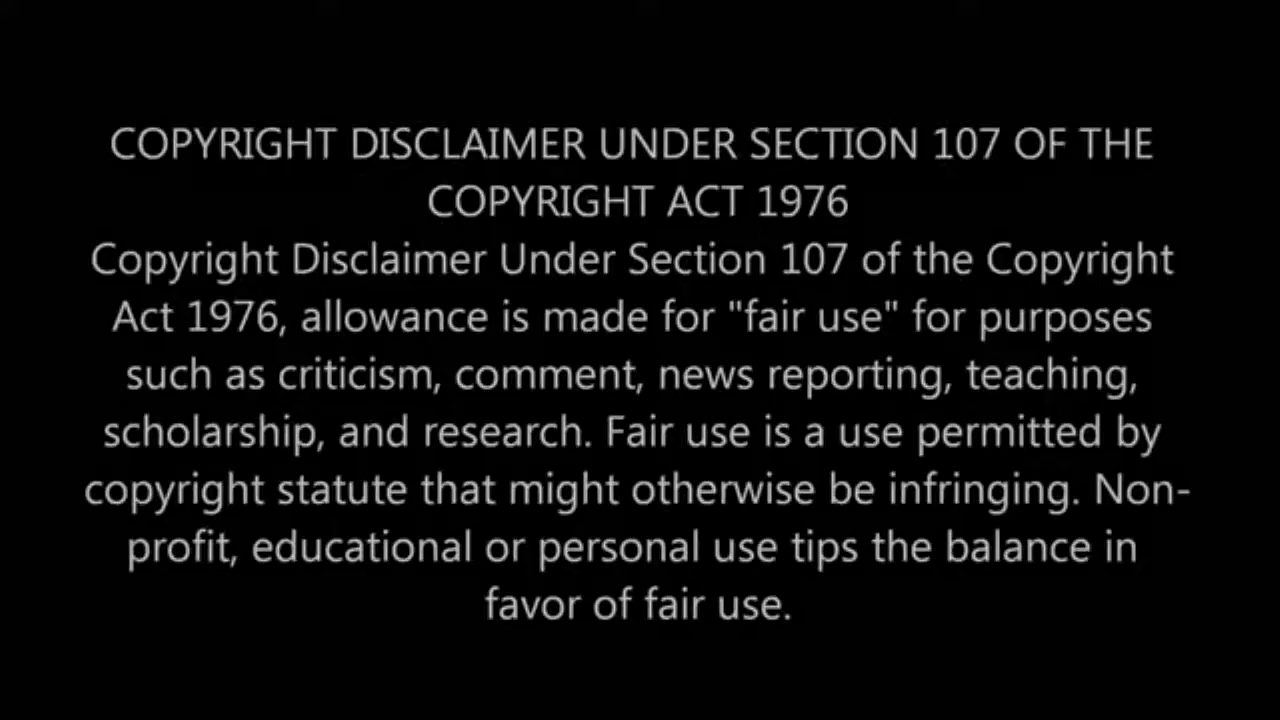 COPYRIGHT DISCLAIMER UNDER SECTION 107 OF THE
COPYRIGHT ACT 1976
Copyright Disclaimer Under Section 107 of the Copyright
Act 1976, allowance is made for "fair use" for purposes
such as criticism, comment, news reporting, teaching,
scholarship, and research. Fair use is a use permitted by
copyright statute that might otherwise be infringing. Non-
profit, educational or personal use tips the balance in
favor of fair use.